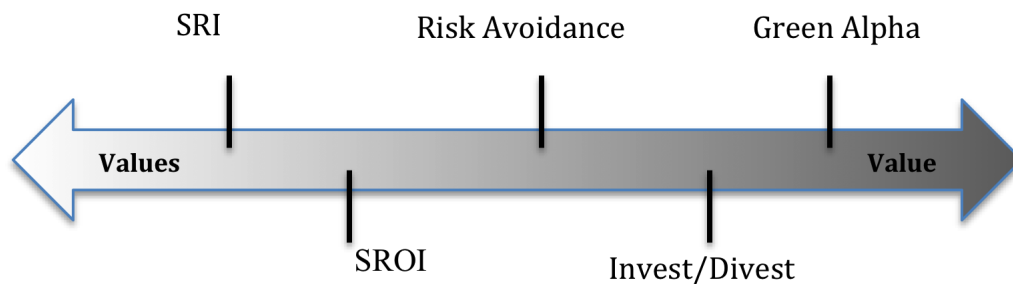 SRI Risk Avoidance Green Alpha
Values Value
SROI Invest/Divest